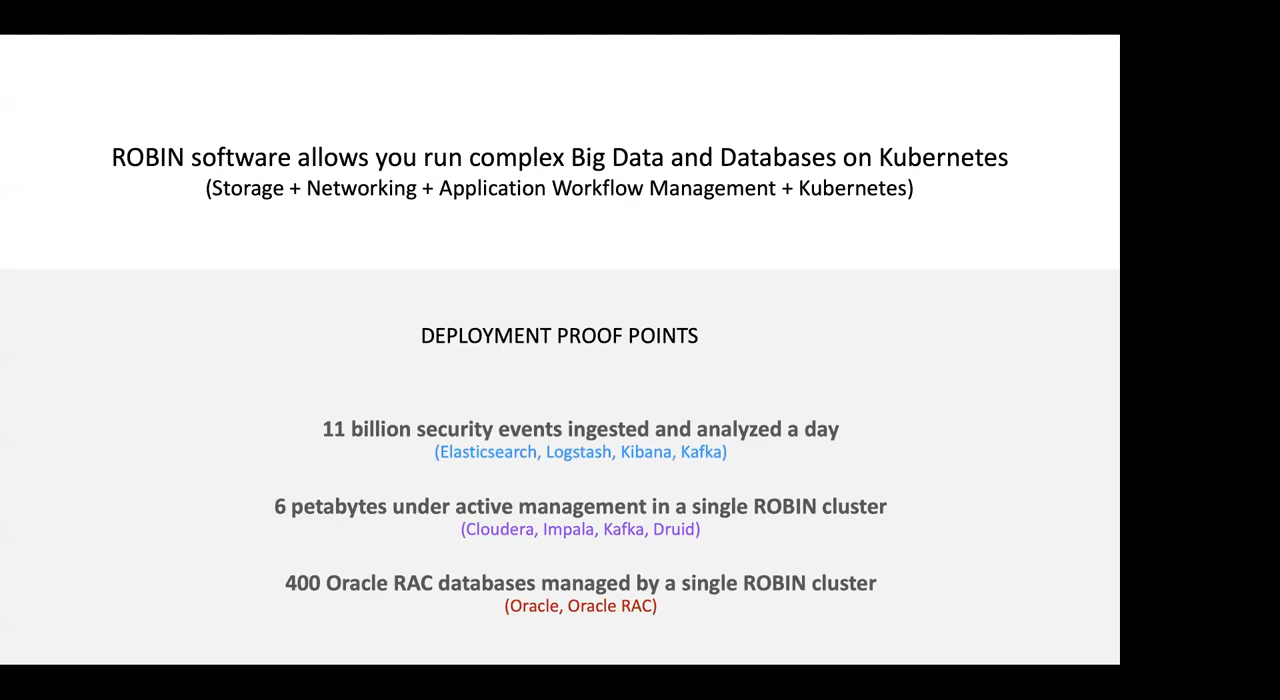 ROBIN software allows you run complex Big Data and Databases on Kubernetes
(Storage + Networking + Application Workflow Management + Kubernetes)
DEPLOYMENT PROOF POINTS
11 billion security events ingested and analyzed a day
(Elasticsearch, Logstash, Kibana, Kafka)
6 petabytes under active management in a single ROBIN cluster
(Cloudera, Impala, Kafka, Druid)
400 Oracle RAC databases managed by a single ROBIN cluster
(Oracle, Oracle RAC)